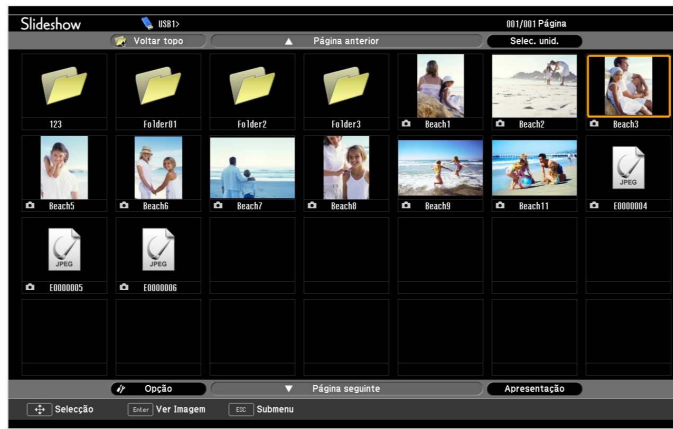 Slideshow USB1> 001/001 Página
Voltar topo ▲ Página anterior Selec. unid.
123 Folder01 Folder2 Folder3 Beach1 Beach2 Beach3
JPEG
Beach5 Beach6 Beach7 Beach8 Beach9 Beach11 E0000004
JPEG JPEG
E0000005 E0000006
Opção ▼ Página seguinte Apresentação
Selecção Enter Ver Imagem ESC Submenu